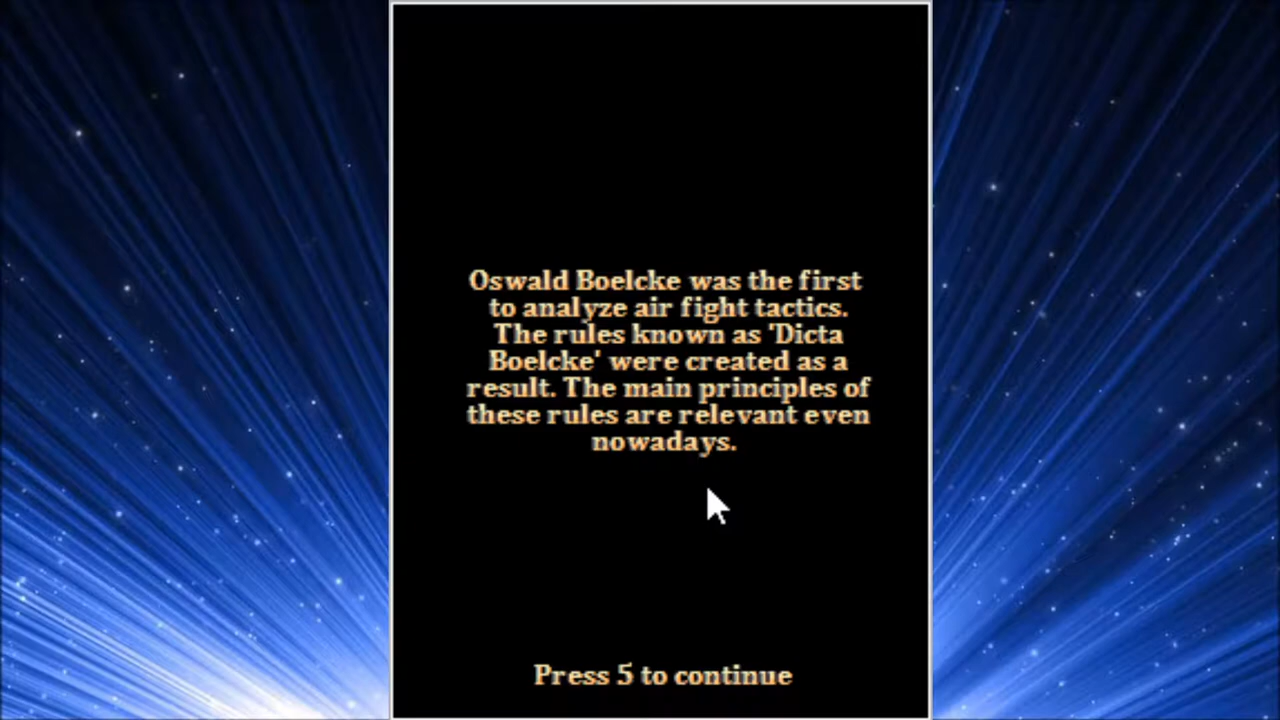 Oswald Boelcke was the first
to analyze air fight tactics.
The rules known as 'Dicta
Boelcke' were created as a
result. The main principles of
these rules are relevant even
nowadays.
Press 5 to continue